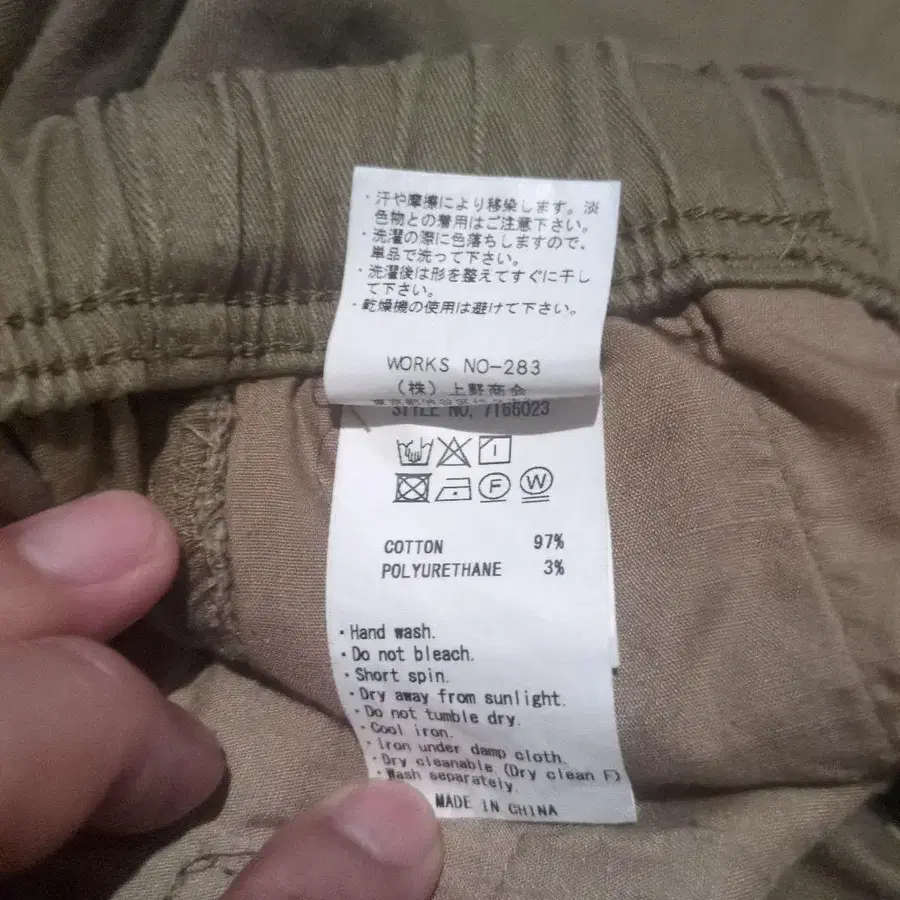 ・汗や摩擦により移染します。淡
色物との着用はご注意下さい。
・洗濯の際に色落ちしますので、
単品で洗って下さい。
・洗濯後は形を整えてすぐに干し
て下さい。
・乾燥機の使用は避けて下さい。
WORKS NO-283
(株) 上野商会
STYLE NO, 7166023
F W
COTTON 97%
POLYURETHANE 3%
・Hand wash.
・Do not bleach.
・Short spin.
・Dry away from sunlight.
・Do not tumble dry.
・Cool iron.
・Iron under damp cloth.
・Dry cleanable (Dry clean F)
・Wash separately.
MADE IN CHINA